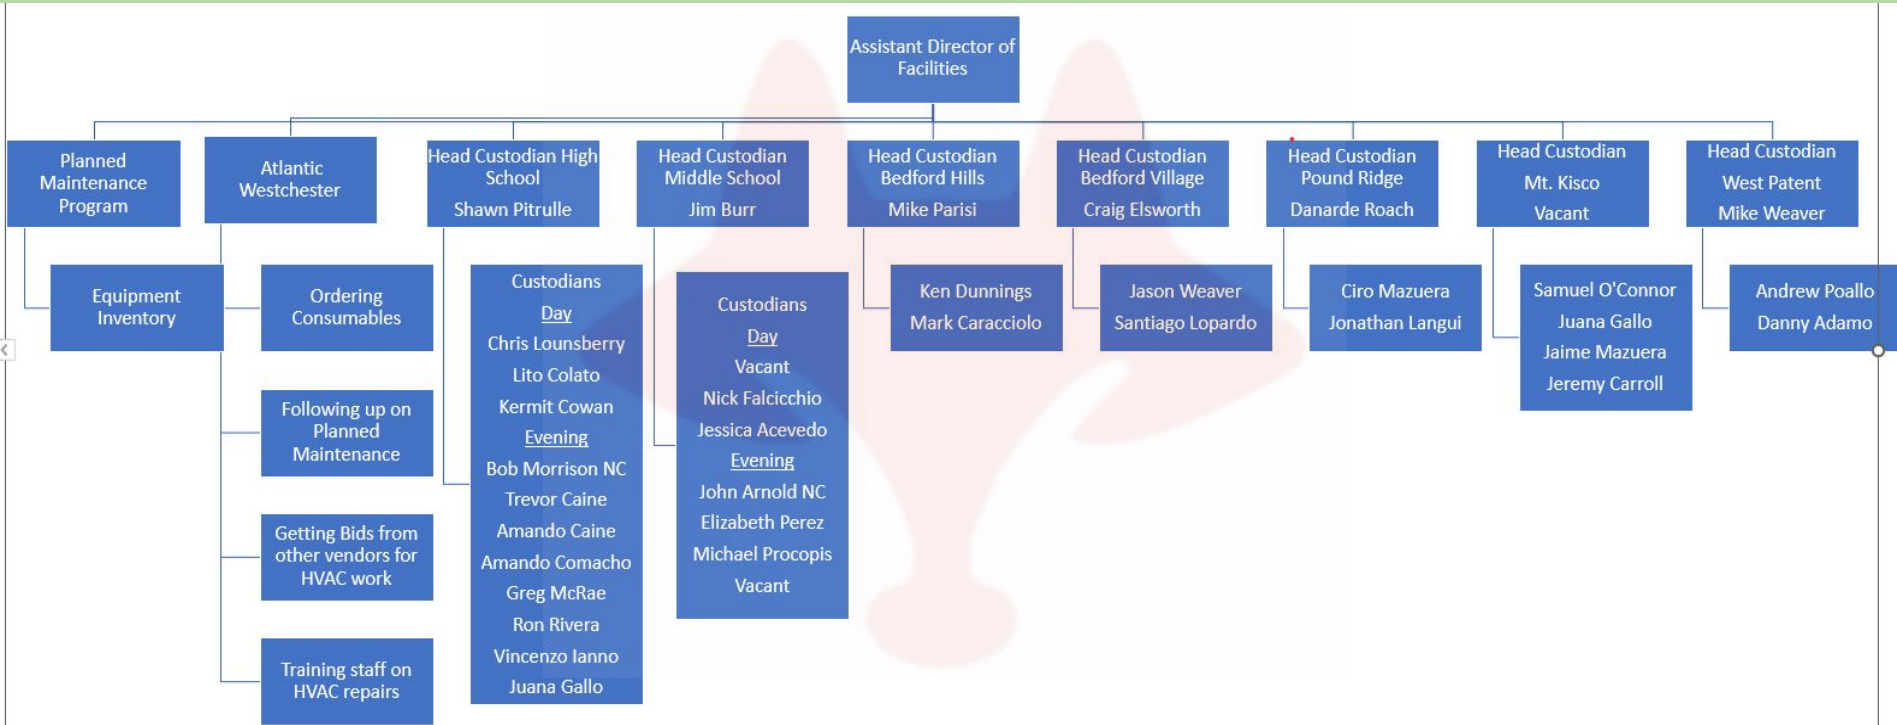 Assistant Director of
Facilities
Planned
Maintenance
Program
Atlantic
Westchester
Head Custodian High
School
Shawn Pitrulle
Head Custodian
Middle School
Jim Burr
Head Custodian
Bedford Hills
Mike Parisi
Head Custodian
Bedford Village
Craig Elsworth
Head Custodian
Pound Ridge
Danarde Roach
Head Custodian
Mt. Kisco
Vacant
Head Custodian
West Patent
Mike Weaver
Equipment
Inventory
Ordering
Consumables
Following up on
Planned
Maintenance
Getting Bids from
other vendors for
HVAC work
Training staff on
HVAC repairs
Custodians
Day
Chris Lounsberry
Lito Colato
Kermit Cowan
Evening
Bob Morrison NC
Trevor Caine
Amando Caine
Amando Comacho
Greg McRae
Ron Rivera
Vincenzo Ianno
Juana Gallo
Custodians
Day
Vacant
Nick Falcicchio
Jessica Acevedo
Evening
John Arnold NC
Elizabeth Perez
Michael Procopis
Vacant
Ken Dunnings
Mark Caracciolo
Jason Weaver
Santiago Lopardo
Ciro Mazuera
Jonathan Langui
Samuel O'Connor
Juana Gallo
Jaime Mazuera
Jeremy Carroll
Andrew Poallo
Danny Adamo